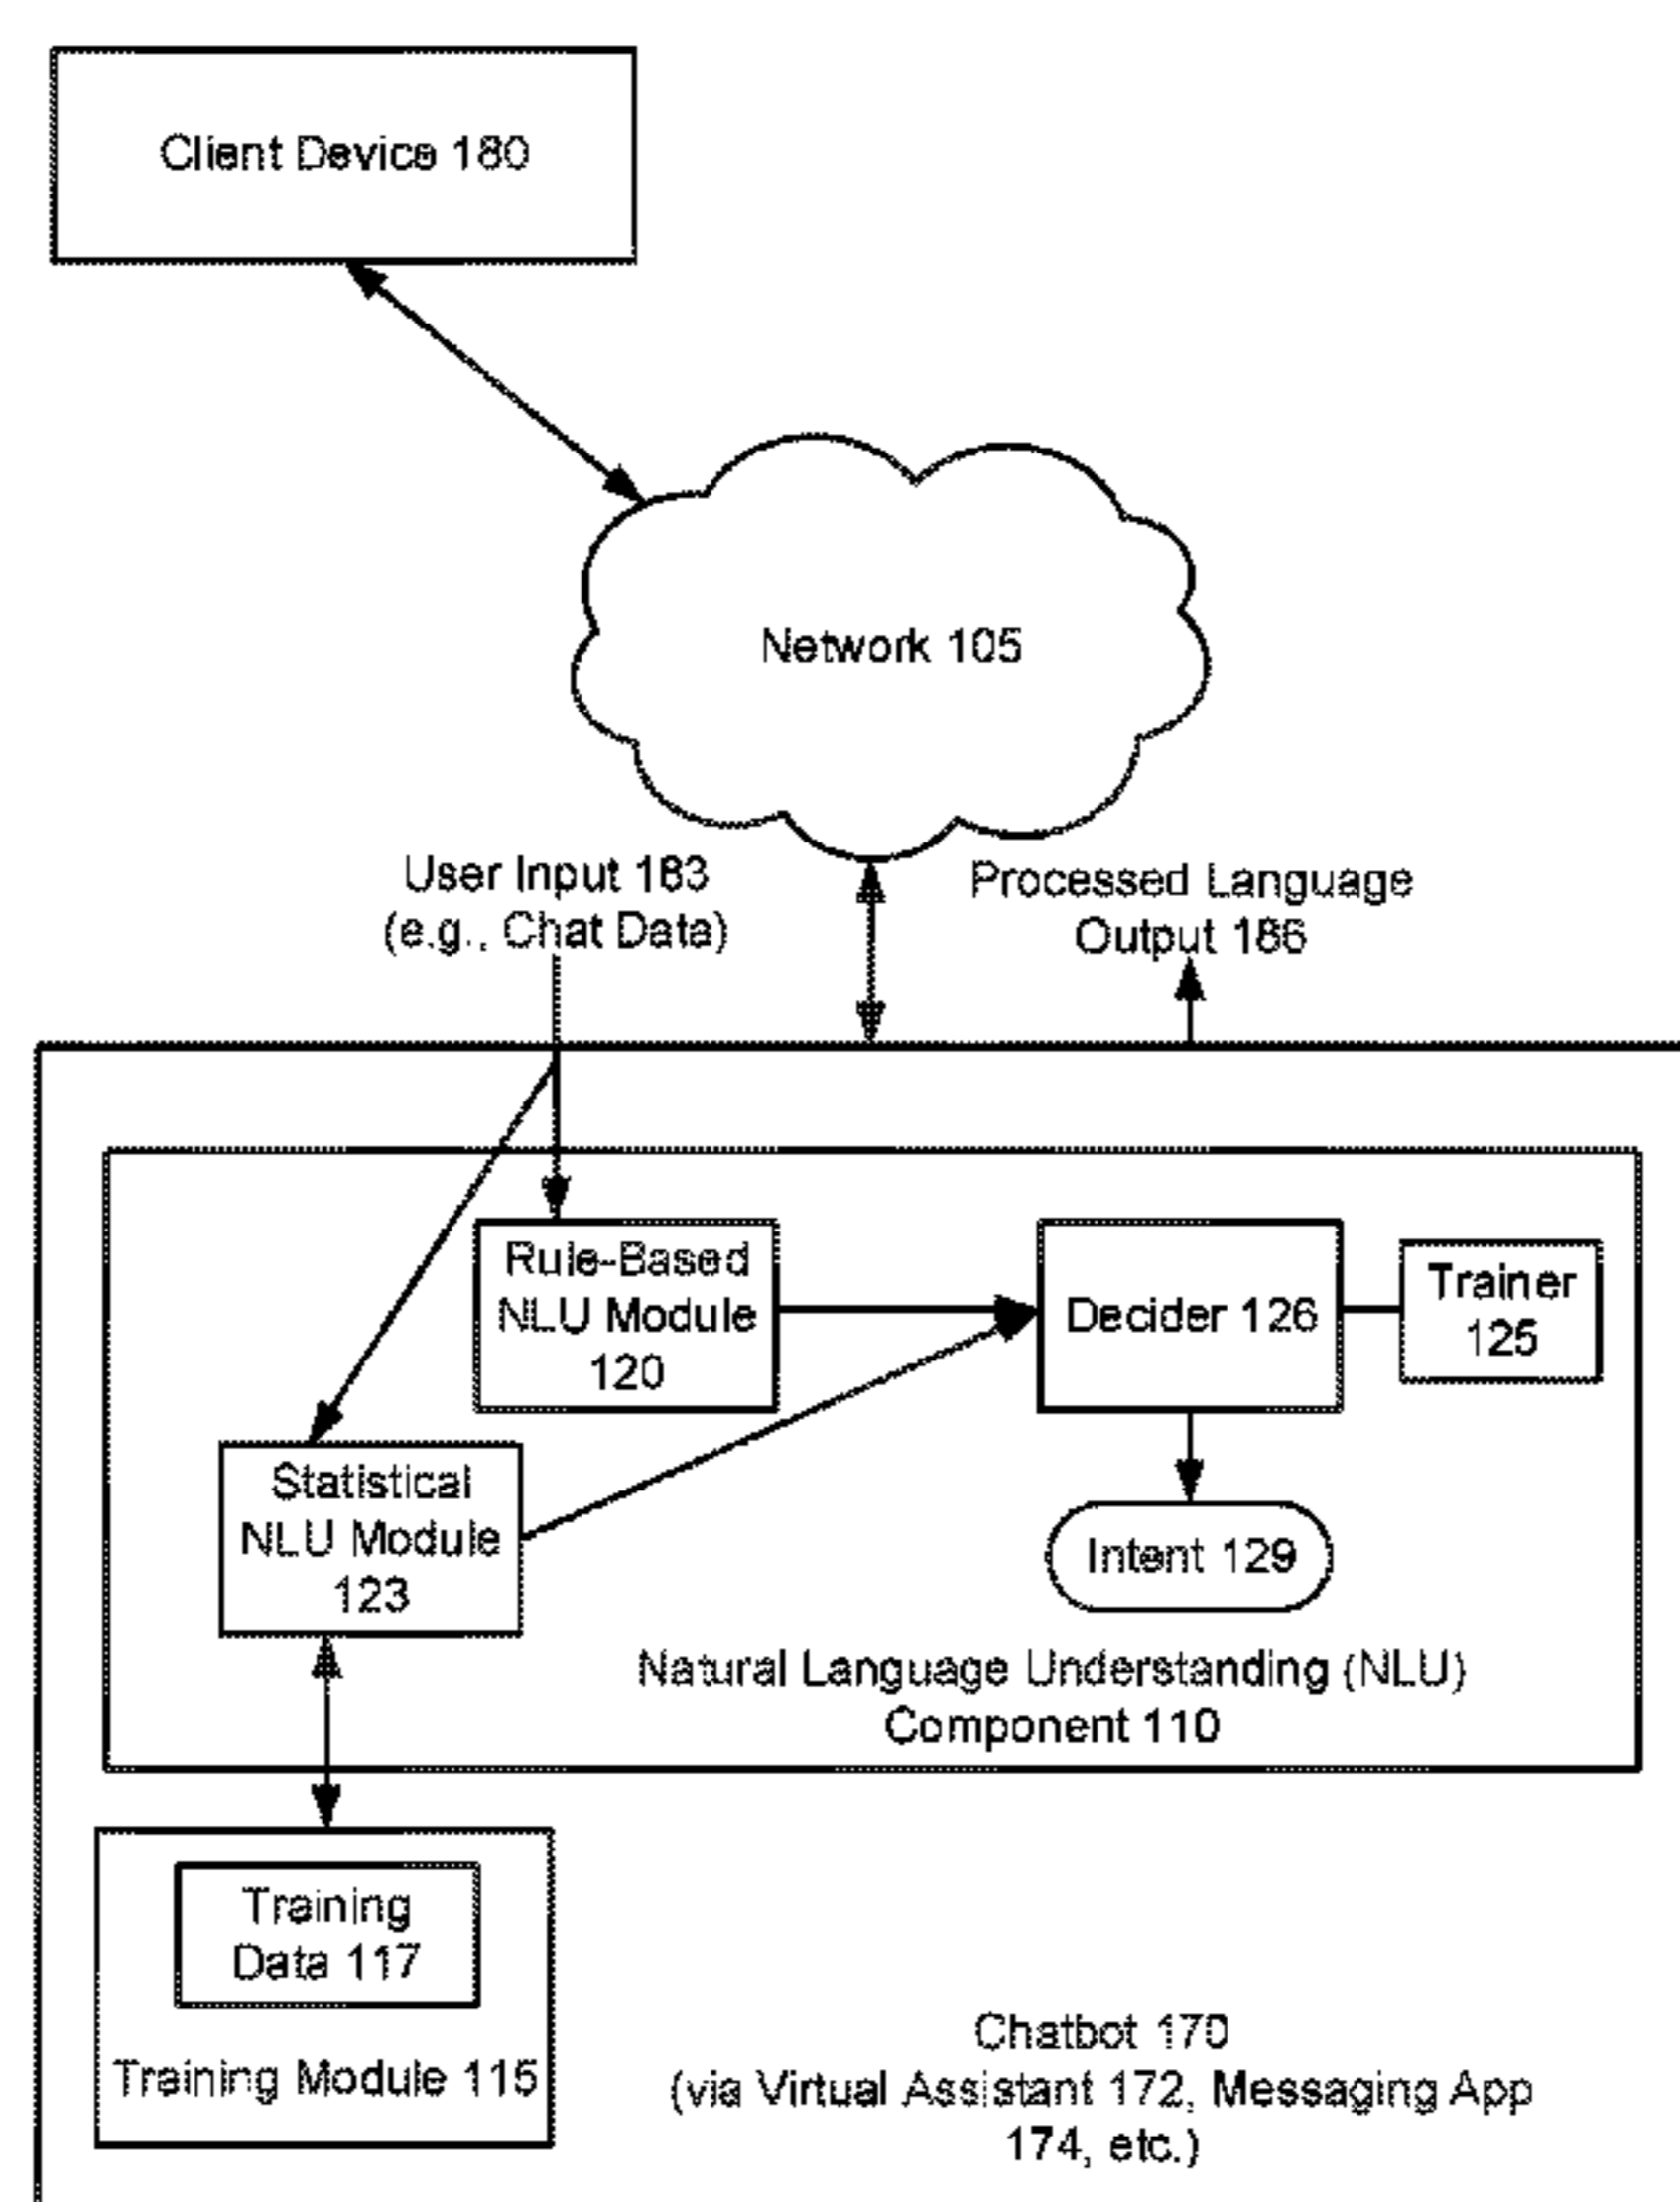 Client Device 180
Network 105
User Input 183
(e.g., Chat Data)
Processed Language
Output 186
Rule-Based
NLU Module
120
Decider 126
Trainer
125
Statistical
NLU Module
123
Intent 129
Natural Language Understanding (NLU)
Component 110
Training
Data 117
Training Module 115
Chatbot 170
(via Virtual Assistant 172, Messaging App
174, etc.)